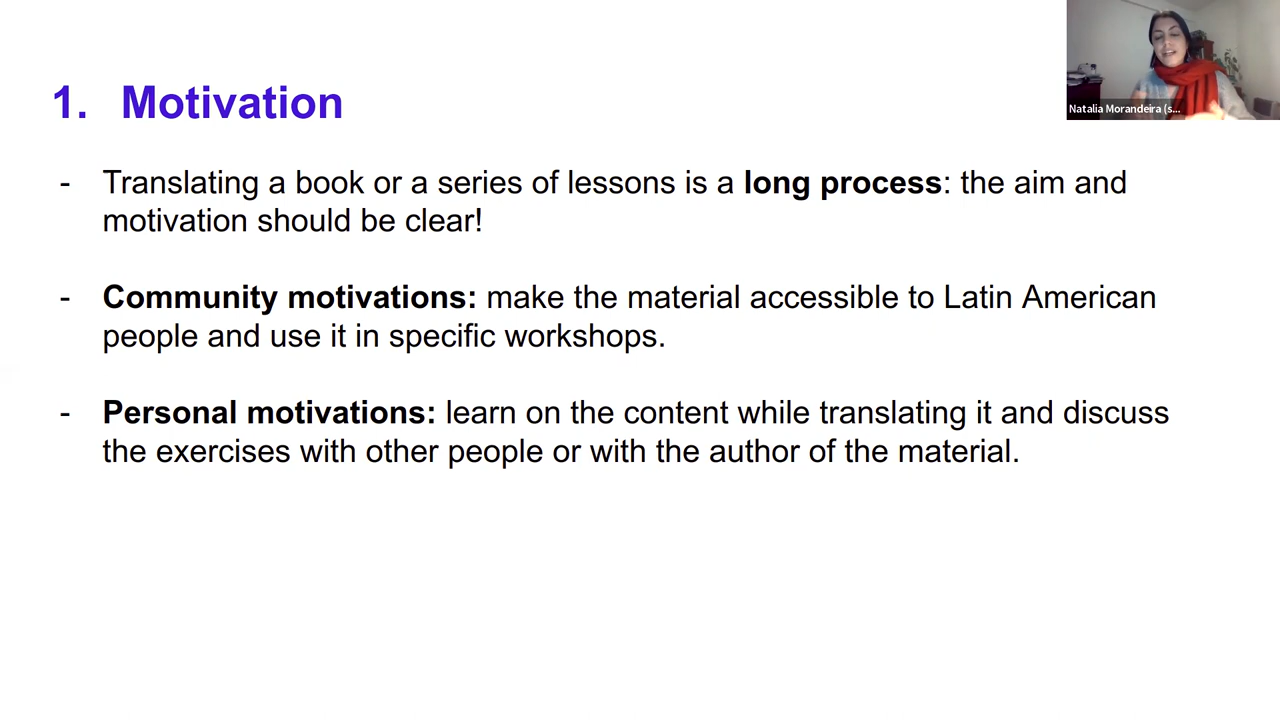 1. Motivation
Natalia Morandeira (s...
- Translating a book or a series of lessons is a long process: the aim and
motivation should be clear!
- Community motivations: make the material accessible to Latin American
people and use it in specific workshops.
- Personal motivations: learn on the content while translating it and discuss
the exercises with other people or with the author of the material.